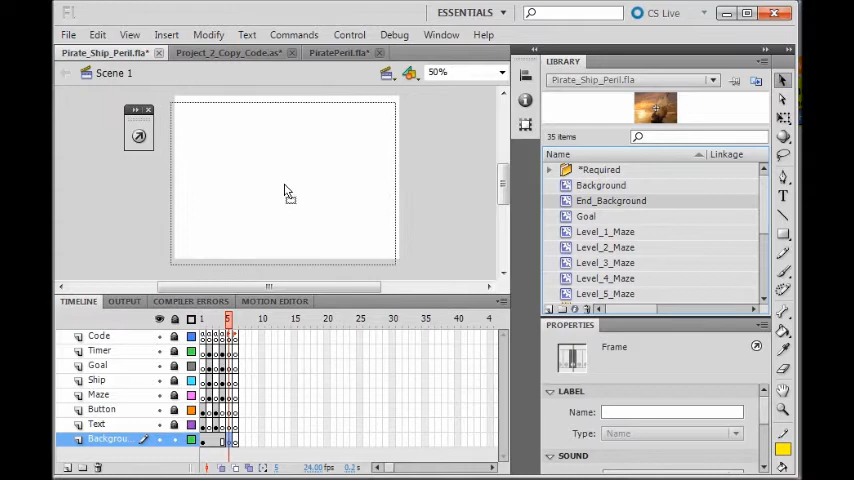 FL
ESSENTIALS
CS Live
File Edit View Insert Modify Text Commands Control Debug Window Help
Pirate_Ship_Peril.fla* Project_2_Copy_Code.as* PiratePeril.fla*
Scene 1
50%
LIBRARY
Pirate_Ship_Peril.fla
35 items
Name Linkage
*Required
Background
End_Background
Goal
Level_1_Maze
Level_2_Maze
Level_3_Maze
Level_4_Maze
Level_5_Maze
TIMELINE OUTPUT COMPILER ERRORS MOTION EDITOR
1 5 10 15 20 25 30 35 40 4
Code
Timer
Goal
Ship
Maze
Button
Text
Backgrou...
5 24.00fps 0.2s
PROPERTIES
Frame
LABEL
Name:
Type: Name
SOUND